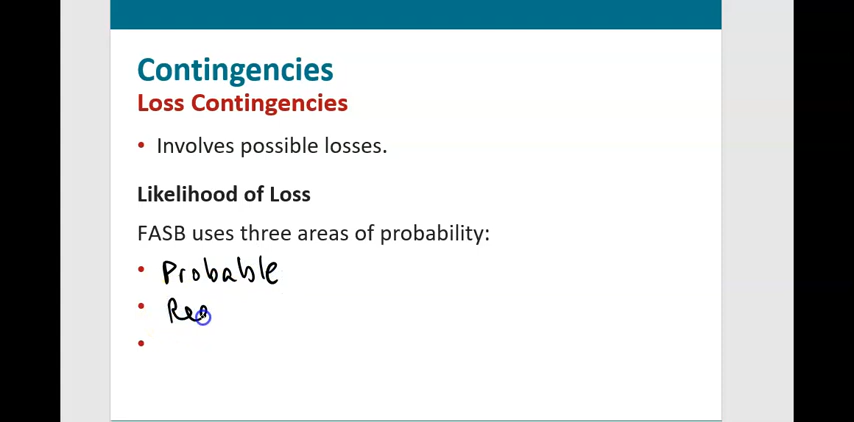 Contingencies
Loss Contingencies
• Involves possible losses.
Likelihood of Loss
FASB uses three areas of probability:
• Probable
• Rea
•